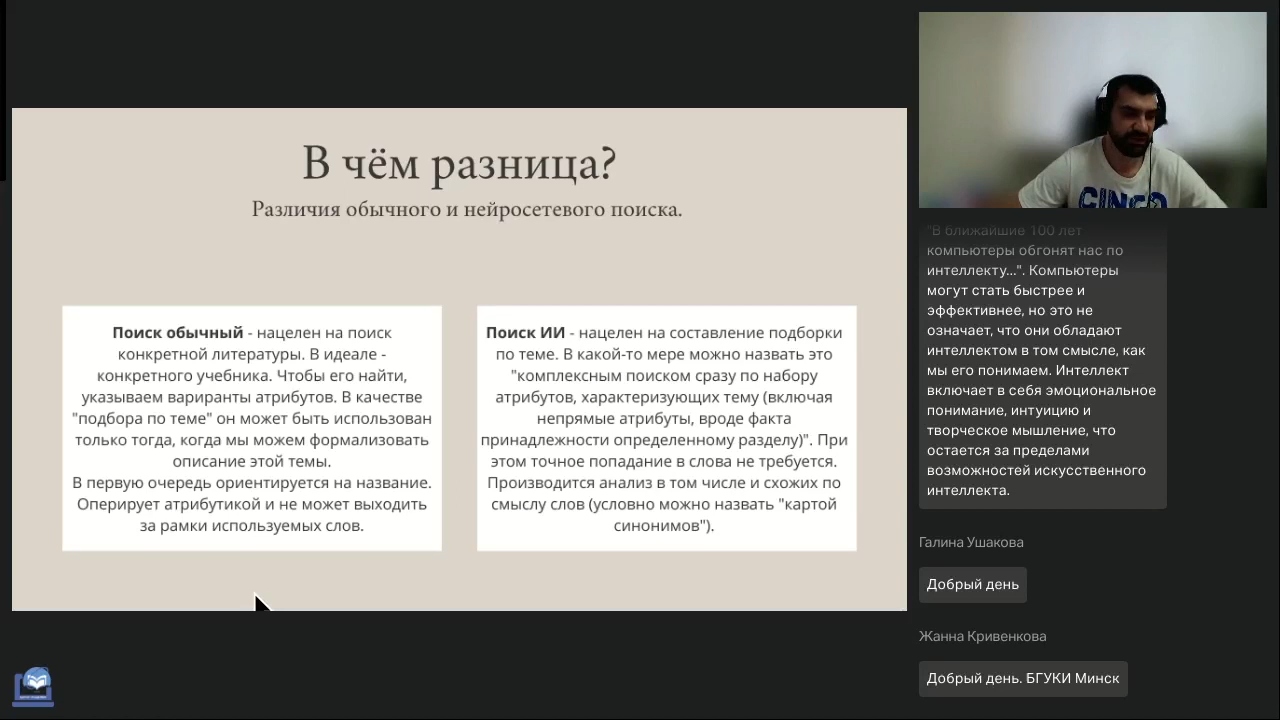 В чём разница?
Различия обычного и нейросетевого поиска.
Поиск обычный - нацелен на поиск
конкретной литературы. В идеале -
конкретного учебника. Чтобы его найти,
указываем вариранты атрибутов. В качестве
"подбора по теме" он может быть использован
только тогда, когда мы можем формализовать
описание этой темы.
В первую очередь ориентируется на название.
Оперирует атрибутикой и не может выходить
за рамки используемых слов.
Поиск ИИ - нацелен на составление подборки
по теме. В какой-то мере можно назвать это
"комплексным поиском сразу по набору
атрибутов, характеризующих тему (включая
непрямые атрибуты, вроде факта
принадлежности определенному разделу)". При
этом точное попадание в слова не требуется.
Производится анализ в том числе и схожих по
смыслу слов (условно можно назвать "картой
синонимов").
"В ближайшие 100 лет
компьютеры обгонят нас по
интеллекту...". Компьютеры
могут стать быстрее и
эффективнее, но это не
означает, что они обладают
интеллектом в том смысле, как
мы его понимаем. Интеллект
включает в себя эмоциональное
понимание, интуицию и
творческое мышление, что
остается за пределами
возможностей искусственного
интеллекта.
Галина Ушакова
Добрый день
Жанна Кривенкова
Добрый день. БГУКИ Минск